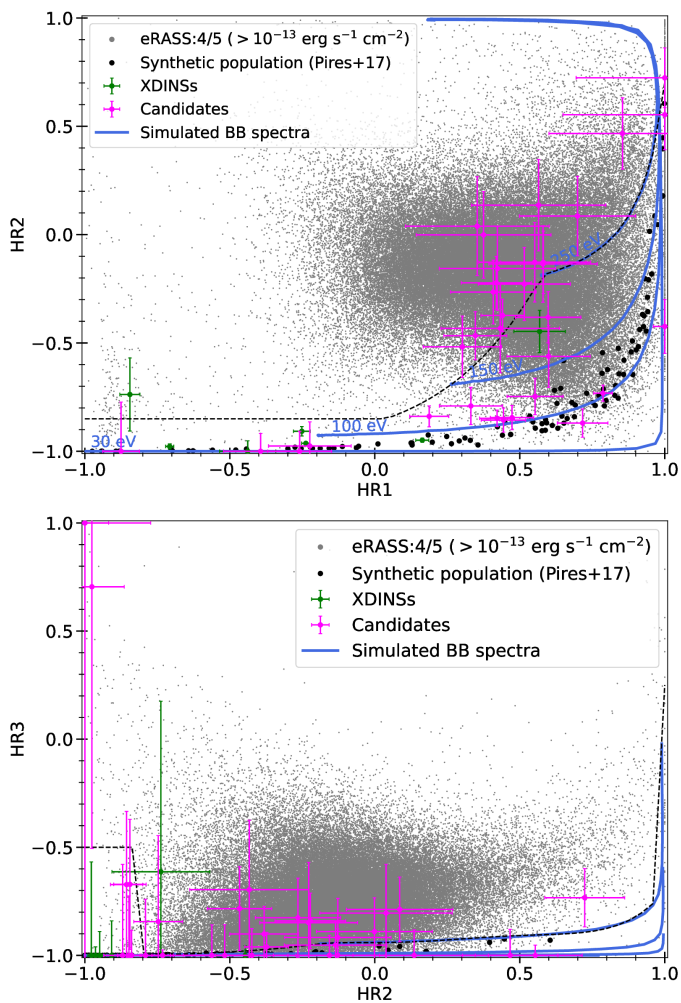 1.0
0.5
0.0
−0.5
−1.0
HR2
eRASS:4/5 (>10⁻¹³ erg s⁻¹ cm⁻²)
Synthetic population (Pires+17)
XDINSs
Candidates
Simulated BB spectra
250 eV
150 eV
100 eV
30 eV
−1.0 −0.5 0.0 0.5 1.0
HR1
1.0
0.5
0.0
−0.5
−1.0
HR3
eRASS:4/5 (>10⁻¹³ erg s⁻¹ cm⁻²)
Synthetic population (Pires+17)
XDINSs
Candidates
Simulated BB spectra
−1.0 −0.5 0.0 0.5 1.0
HR2